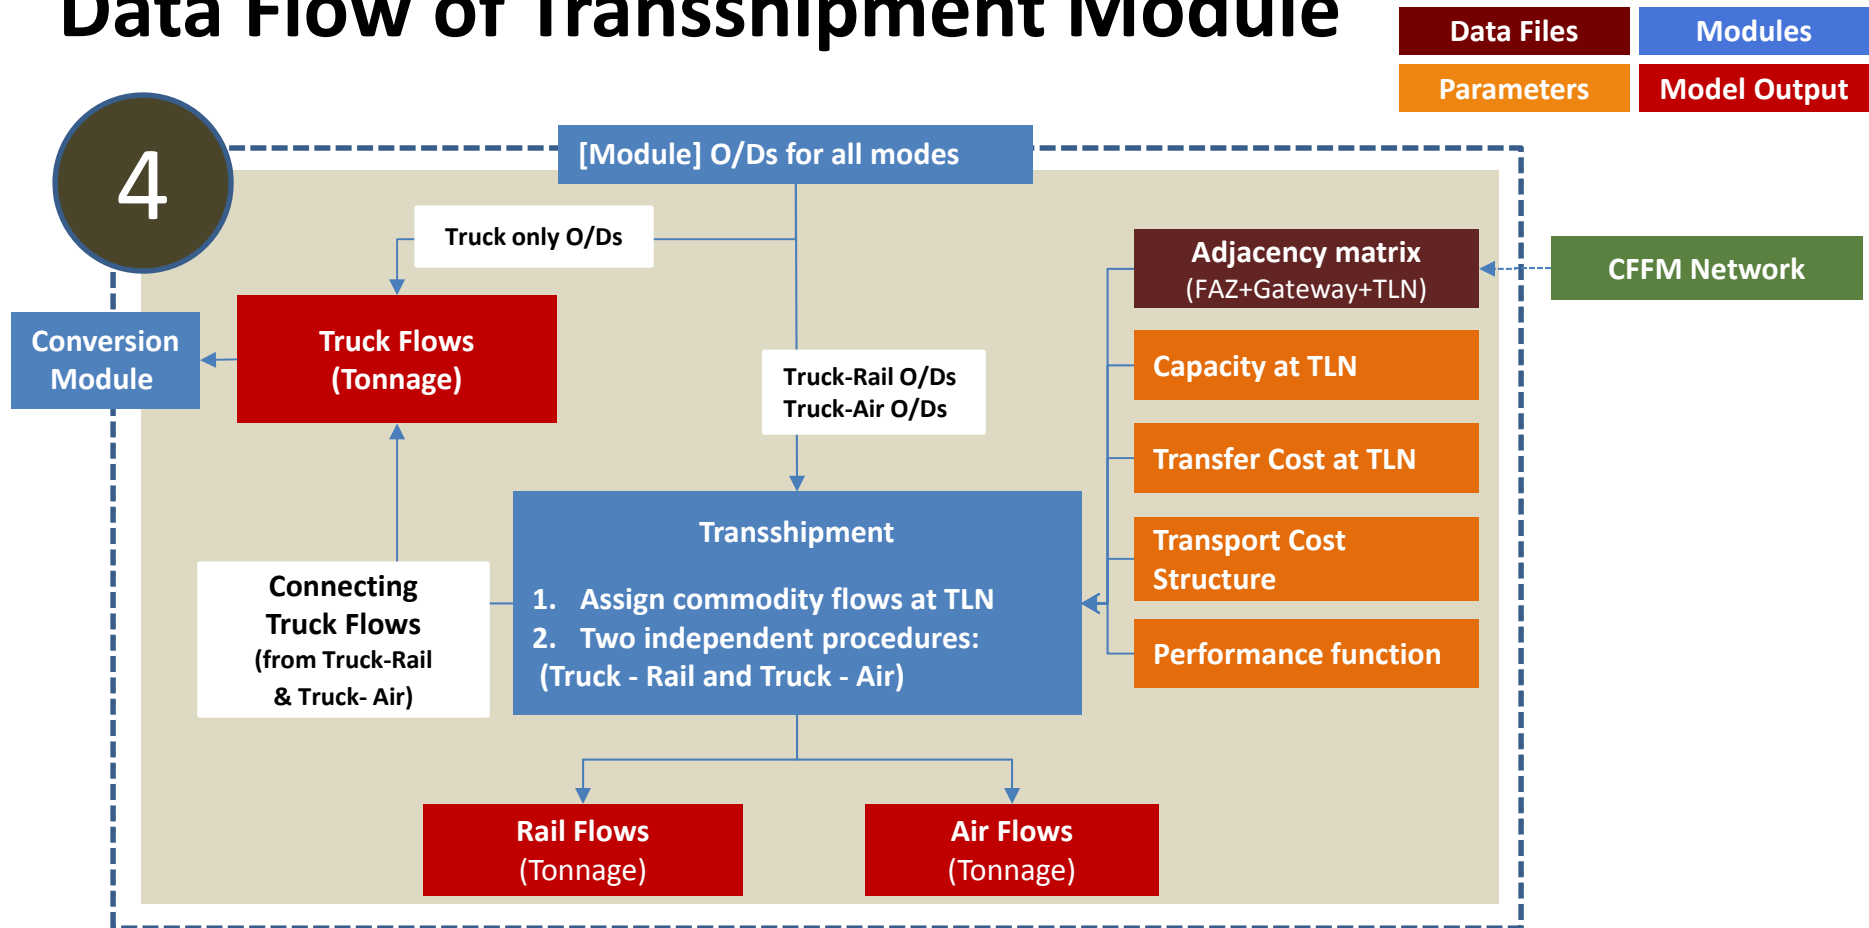 Data Flow of Transshipment Module
Data Files
Modules
Parameters
Model Output
4
[Module] O/Ds for all modes
Truck only O/Ds
Adjacency matrix
(FAZ+Gateway+TLN)
CFFM Network
Conversion
Module
Truck Flows
(Tonnage)
Truck-Rail O/Ds
Truck-Air O/Ds
Capacity at TLN
Transfer Cost at TLN
Transport Cost
Structure
Performance function
Transshipment
1. Assign commodity flows at TLN
2. Two independent procedures:
(Truck - Rail and Truck - Air)
Connecting
Truck Flows
(from Truck-Rail
& Truck- Air)
Rail Flows
(Tonnage)
Air Flows
(Tonnage)